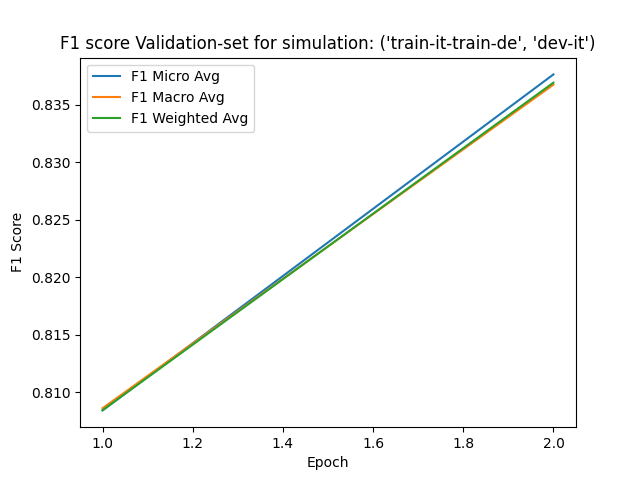 F1 score Validation-set for simulation: ('train-it-train-de', 'dev-it')
F1 Micro Avg
F1 Macro Avg
F1 Weighted Avg
F1 Score
0.835
0.830
0.825
0.820
0.815
0.810
1.0 1.2 1.4 1.6 1.8 2.0
Epoch